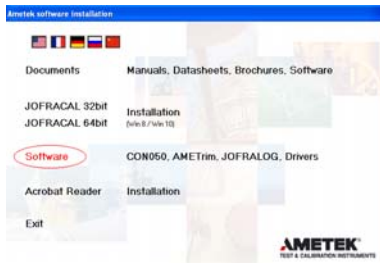 Ametek software installation
Documents Manuals, Datasheets, Brochures, Software
JOFRACAL 32bit
JOFRACAL 64bit
Installation
(Win 8 / Win 10)
Software CON050, AMETrim, JOFRALOG, Drivers
Acrobat Reader Installation
Exit
AMETEK
TEST & CALIBRATION INSTRUMENTS